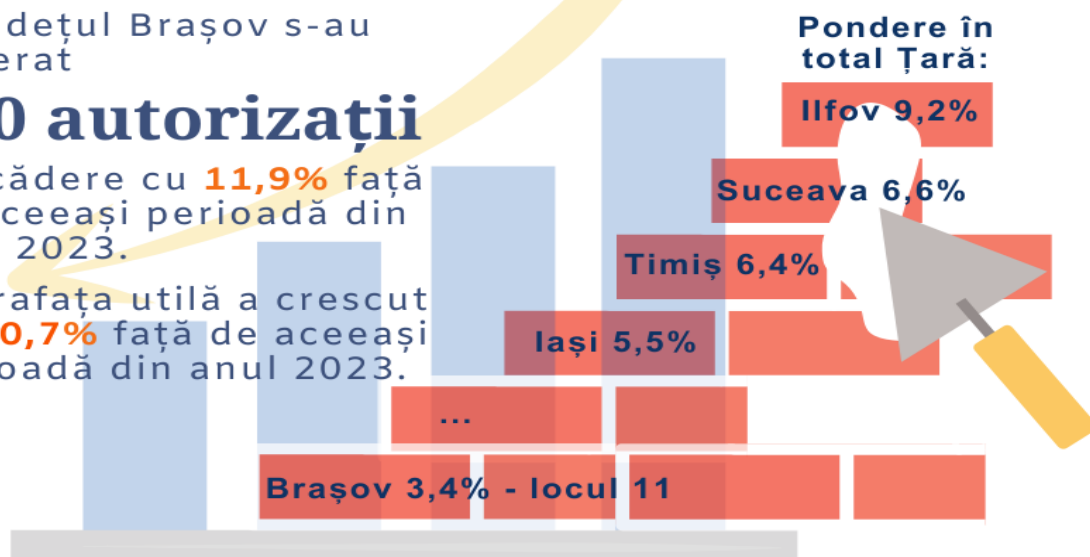 dețul Brașov s-au
erat
0 autorizații
cădere cu 11,9% față
ceeași perioadă din
2023.
rafața utilă a crescut
0,7% față de aceeași
oadă din anul 2023.
Pondere în
total Țară:
Ilfov 9,2%
Suceava 6,6%
Timiș 6,4%
Iași 5,5%
...
Brașov 3,4% - locul 11